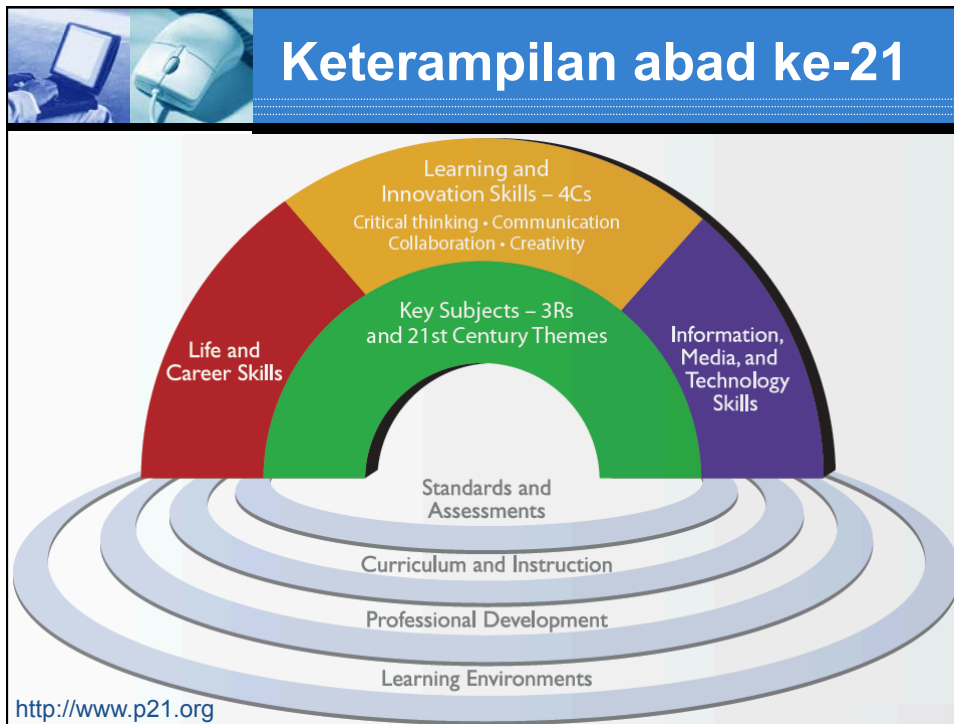 Keterampilan abad ke-21
Learning and
Innovation Skills – 4Cs
Critical thinking • Communication
Collaboration • Creativity
Key Subjects – 3Rs
and 21st Century Themes
Life and
Career Skills
Information,
Media, and
Technology
Skills
Standards and
Assessments
Curriculum and Instruction
Professional Development
Learning Environments
http://www.p21.org